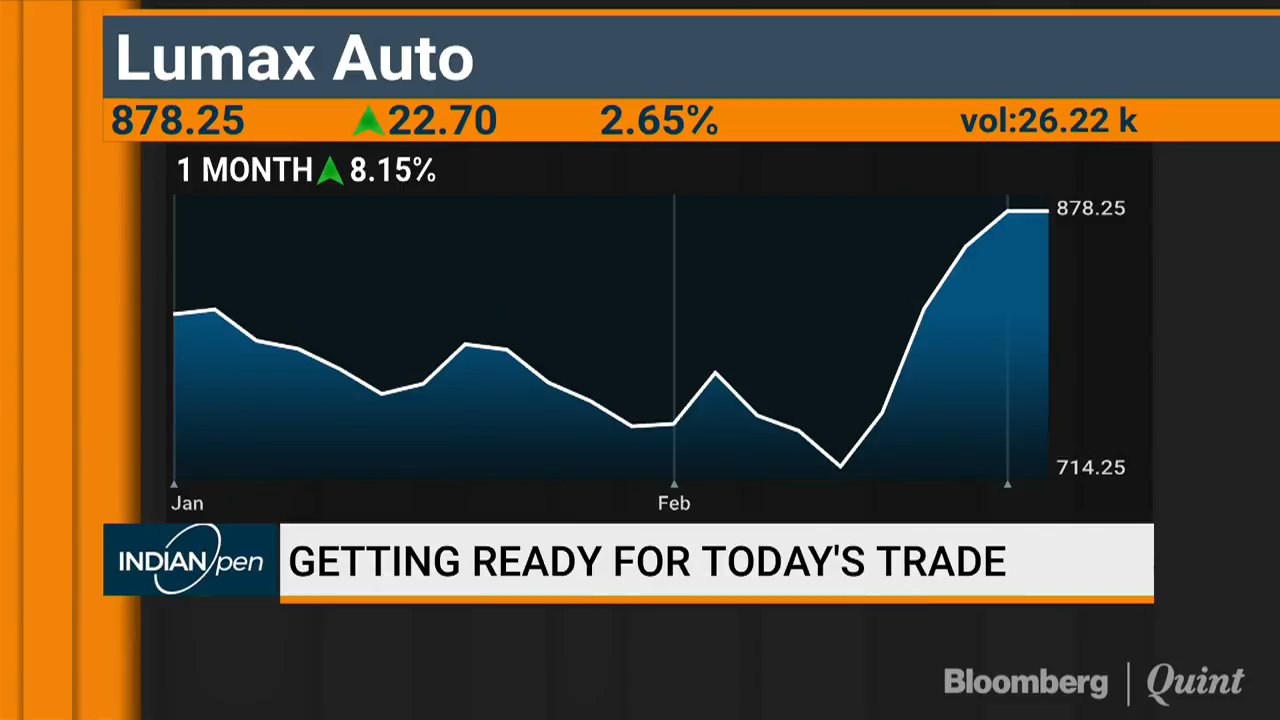 Lumax Auto
878.25 22.70 2.65% vol:26.22 k
1 MONTH 8.15%
878.25
714.25
Jan Feb
INDIAN Open GETTING READY FOR TODAY'S TRADE
Bloomberg | Quint